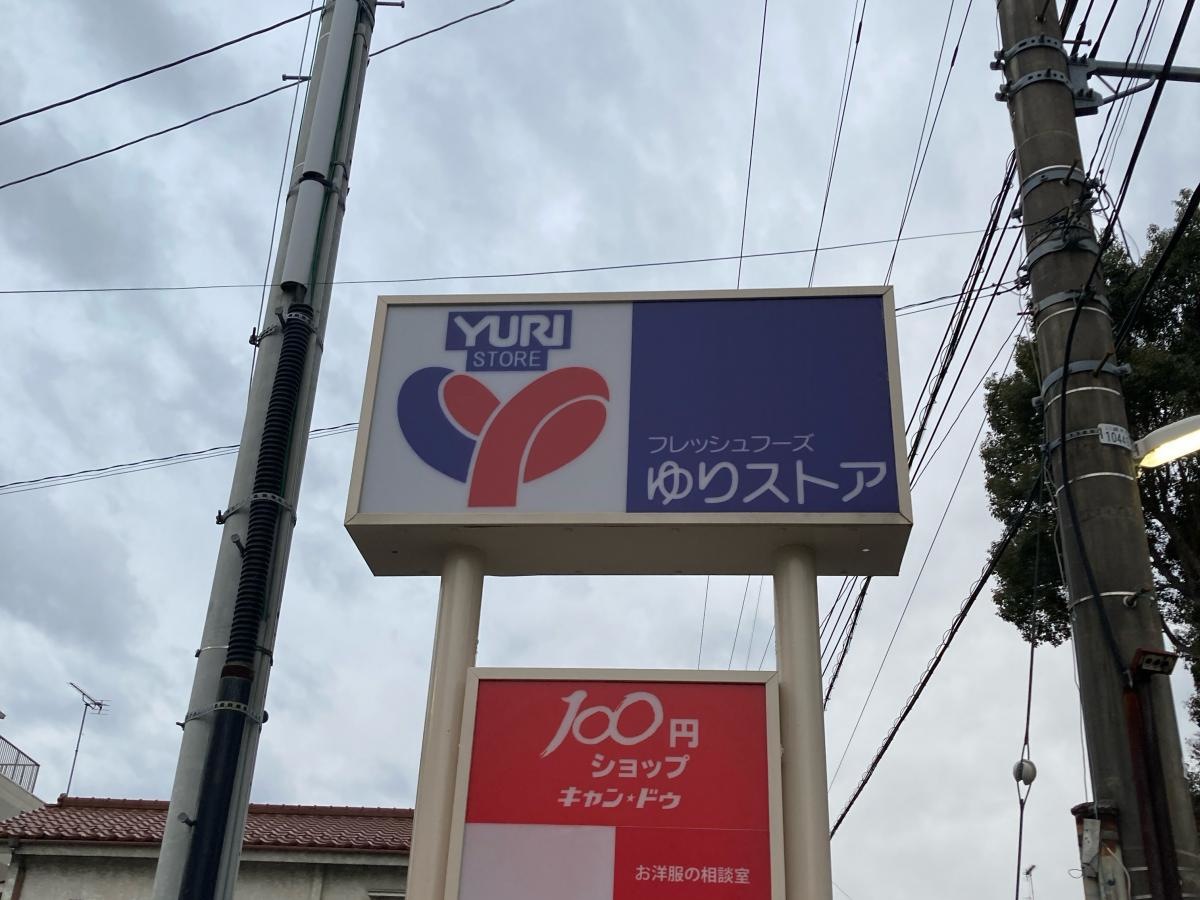 YURI
STORE
フレッシュフーズ
ゆりストア
100円
ショップ
キャン★ドゥ
お洋服の相談室